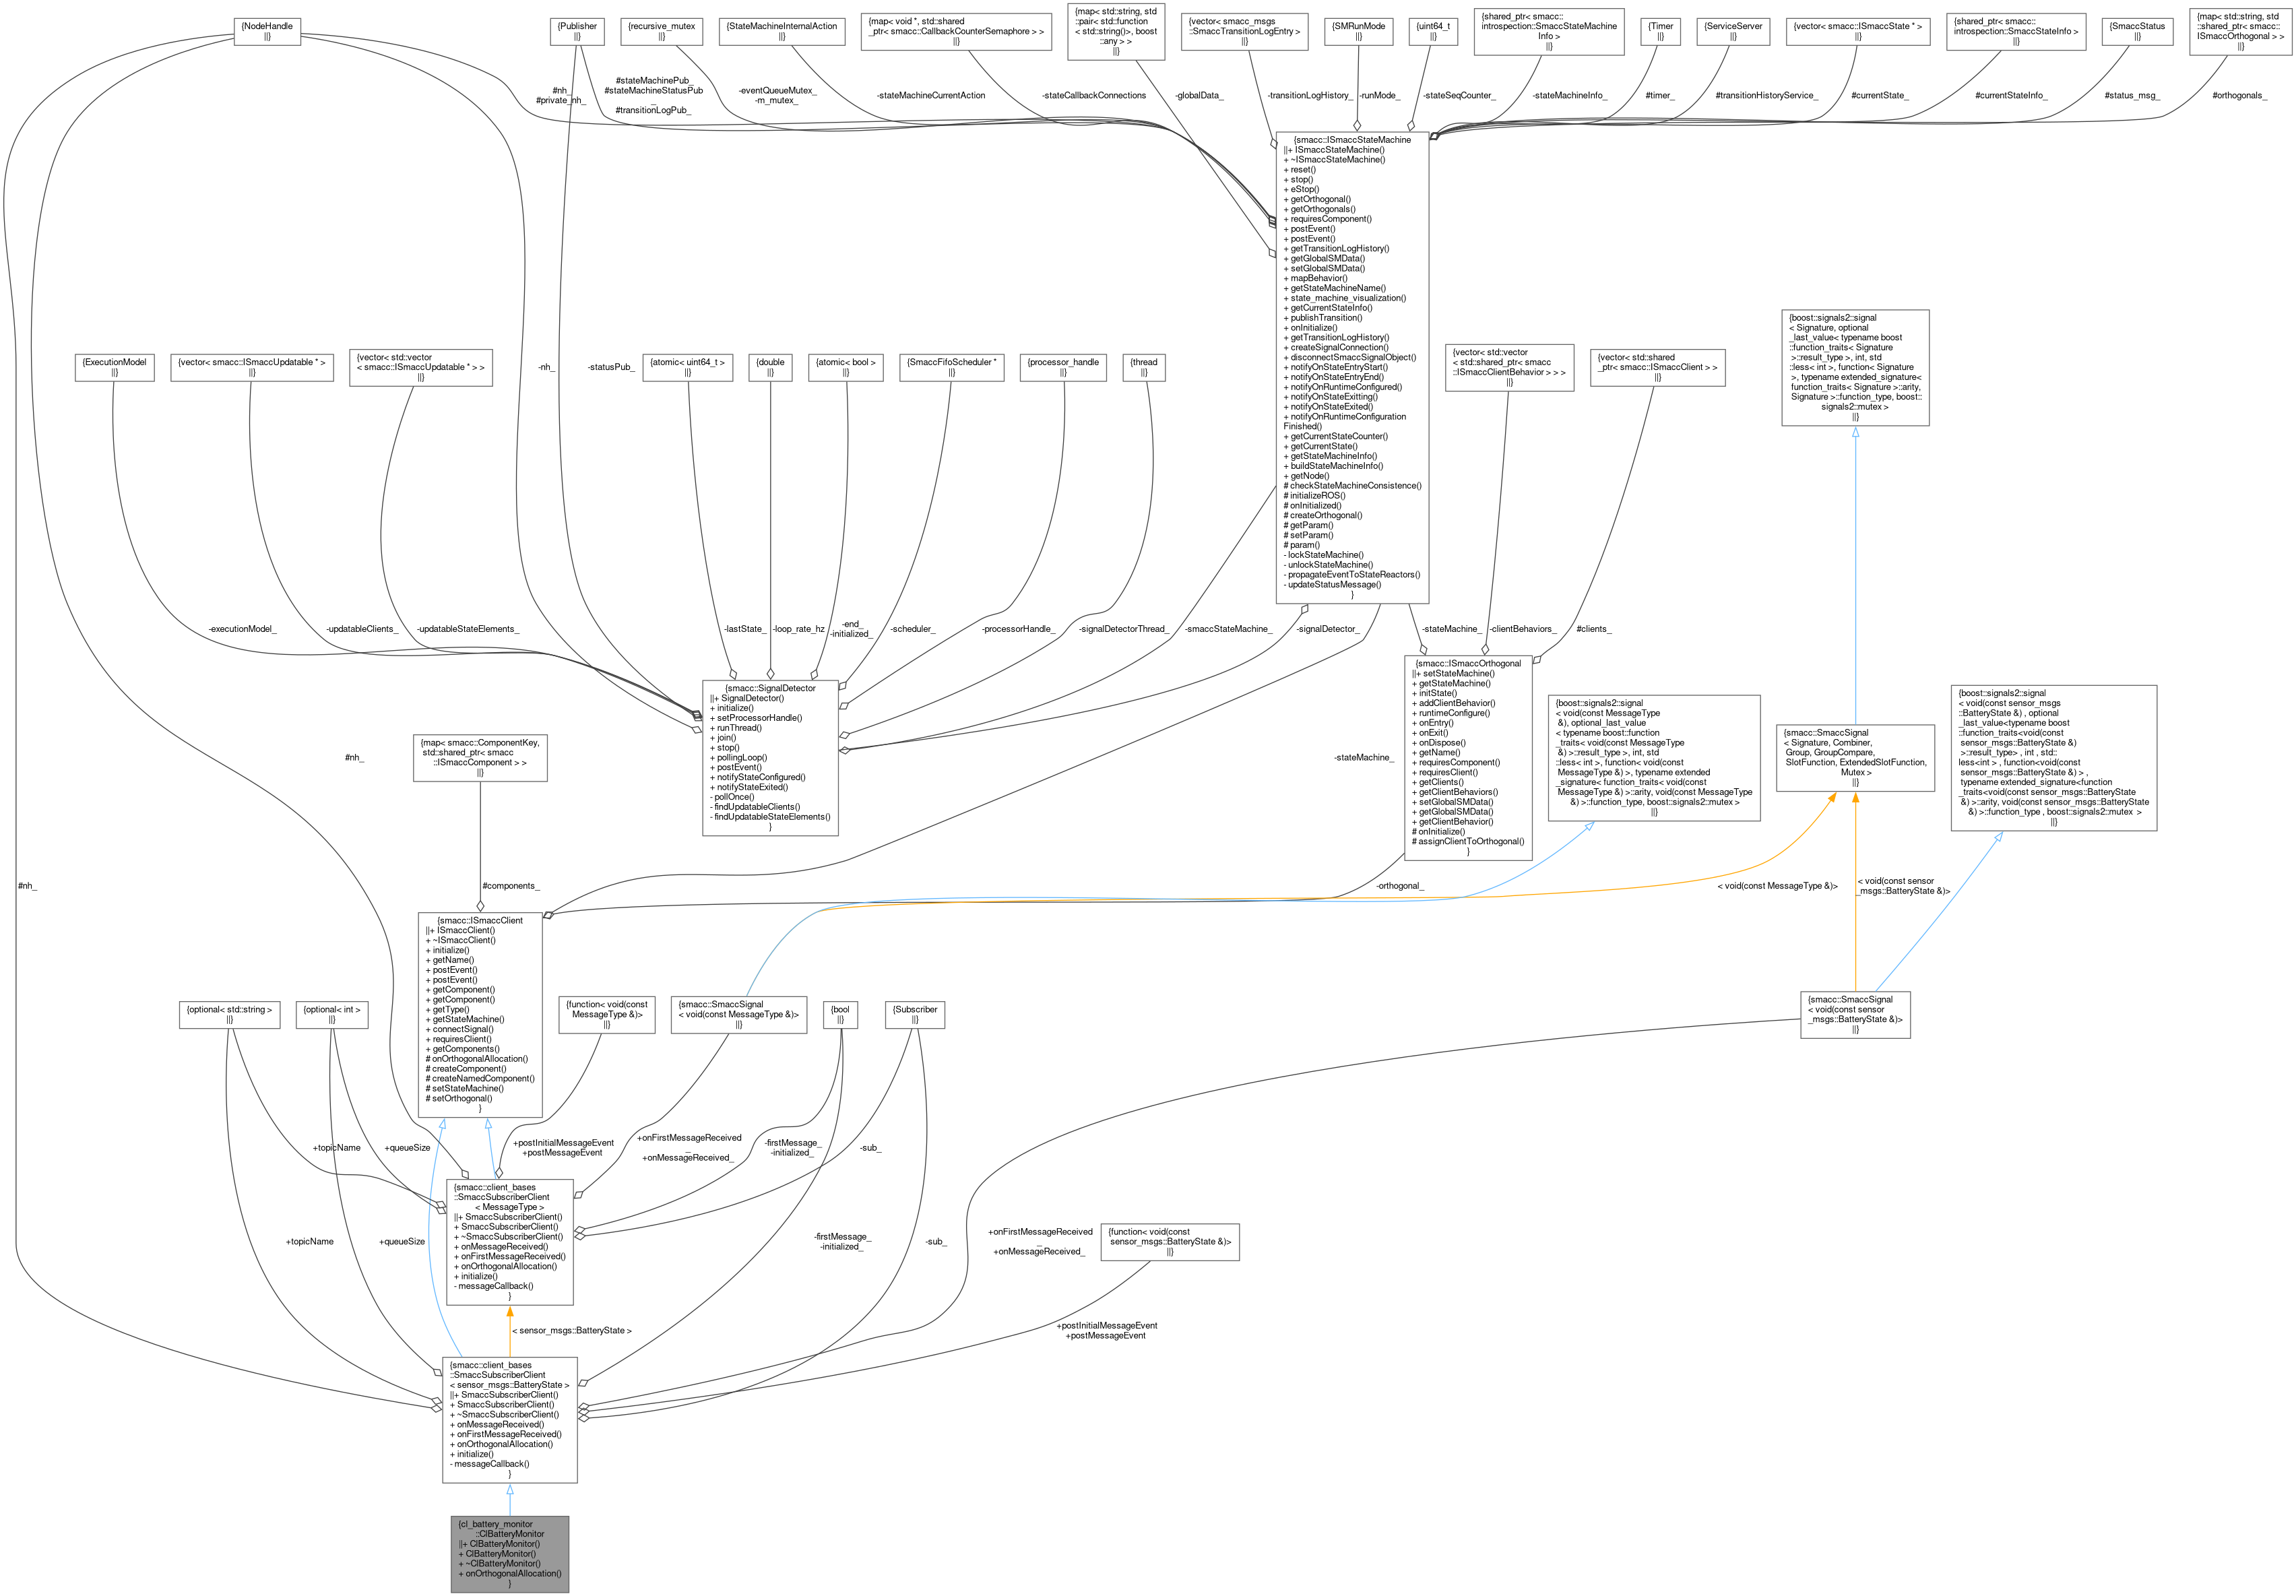 {NodeHandle
||}
{Publisher
||}
{recursive_mutex
||}
{StateMachineInternalAction
||}
{map< void *, std::shared
_ptr< smacc::CallbackCounterSemaphore > >
||}
{map< std::string, std
::pair< std::function
< std::string()>, boost
::any > >
||}
{vector< smacc_msgs
::SmaccTransitionLogEntry >
||}
{SMRunMode
||}
{uint64_t
||}
{shared_ptr< smacc::
introspection::SmaccStateMachine
Info >
||}
{Timer
||}
{ServiceServer
||}
{vector< smacc::ISmaccState * >
||}
{shared_ptr< smacc::
introspection::SmaccStateInfo >
||}
{SmaccStatus
||}
{map< std::string, std
::shared_ptr< smacc::
ISmaccOrthogonal > >
||}
#nh_
#private_nh_
#stateMachinePub_
#stateMachineStatusPub
_
#transitionLogPub_
-eventQueueMutex_
-m_mutex_
-stateMachineCurrentAction
-stateCallbackConnections
-globalData_
-transitionLogHistory_
-runMode_
-stateSeqCounter_
-stateMachineInfo_
#timer_
#transitionHistoryService_
#currentState_
#currentStateInfo_
#status_msg_
#orthogonals_
{smacc::ISmaccStateMachine
||+ ISmaccStateMachine()
+ ~ISmaccStateMachine()
+ reset()
+ stop()
+ eStop()
+ getOrthogonal()
+ getOrthogonals()
+ requiresComponent()
+ postEvent()
+ postEvent()
+ getTransitionLogHistory()
+ getGlobalSMData()
+ setGlobalSMData()
+ mapBehavior()
+ getStateMachineName()
+ state_machine_visualization()
+ getCurrentStateInfo()
+ publishTransition()
+ onInitialize()
+ getTransitionLogHistory()
+ createSignalConnection()
+ disconnectSmaccSignalObject()
+ notifyOnStateEntryStart()
+ notifyOnStateEntryEnd()
+ notifyOnRuntimeConfigured()
+ notifyOnStateExitting()
+ notifyOnStateExited()
+ notifyOnRuntimeConfiguration
Finished()
+ getCurrentStateCounter()
+ getCurrentState()
+ getStateMachineInfo()
+ buildStateMachineInfo()
+ getNode()
# checkStateMachineConsistence()
# initializeROS()
# onInitialized()
# createOrthogonal()
# getParam()
# setParam()
# param()
- lockStateMachine()
- unlockStateMachine()
- propagateEventToStateReactors()
- updateStatusMessage()
}
{ExecutionModel
||}
{vector< smacc::ISmaccUpdatable * >
||}
{vector< std::vector
< smacc::ISmaccUpdatable * > >
||}
-nh_
-statusPub_
{atomic< uint64_t >
||}
{double
||}
{atomic< bool >
||}
{SmaccFifoScheduler *
||}
{processor_handle
||}
{thread
||}
{vector< std::vector
< std::shared_ptr< smacc
::ISmaccClientBehavior > > >
||}
{vector< std::shared
_ptr< smacc::ISmaccClient > >
||}
{boost::signals2::signal
< Signature, optional
_last_value< typename boost
::function_traits< Signature
>::result_type >, int, std
::less< int >, function< Signature
>, typename extended_signature<
function_traits< Signature >::arity,
Signature >::function_type, boost::
signals2::mutex >
||}
-executionModel_
-updatableClients_
-updatableStateElements_
-lastState_
-loop_rate_hz
-end_
-initialized_
-scheduler_
-processorHandle_
-signalDetectorThread_
-smaccStateMachine_
-signalDetector_
-stateMachine_
-clientBehaviors_
#clients_
{smacc::SignalDetector
||+ SignalDetector()
+ initialize()
+ setProcessorHandle()
+ runThread()
+ join()
+ stop()
+ pollingLoop()
+ postEvent()
+ notifyStateConfigured()
+ notifyStateExited()
- pollOnce()
- findUpdatableClients()
- findUpdatableStateElements()
}
{smacc::ISmaccOrthogonal
||+ setStateMachine()
+ getStateMachine()
+ initState()
+ addClientBehavior()
+ runtimeConfigure()
+ onEntry()
+ onExit()
+ onDispose()
+ getName()
+ requiresComponent()
+ requiresClient()
+ getClients()
+ getClientBehaviors()
+ setGlobalSMData()
+ getGlobalSMData()
+ getClientBehavior()
# onInitialize()
# assignClientToOrthogonal()
}
{boost::signals2::signal
< void(const MessageType
&), optional_last_value
< typename boost::function
_traits< void(const MessageType
&) >::result_type >, int, std
::less< int >, function< void(const
MessageType &) >, typename extended
_signature< function_traits< void(const
MessageType &) >::arity, void(const MessageType
&) >::function_type, boost::signals2::mutex >
||}
{smacc::SmaccSignal
< Signature, Combiner,
Group, GroupCompare,
SlotFunction, ExtendedSlotFunction,
Mutex >
||}
{boost::signals2::signal
< void(const sensor_msgs
::BatteryState &) , optional
_last_value<typename boost
::function_traits<void(const
sensor_msgs::BatteryState &)
>::result_type> , int , std::
less<int > , function<void(const
sensor_msgs::BatteryState &) > ,
typename extended_signature<function
_traits<void(const sensor_msgs::BatteryState
&) >::arity, void(const sensor_msgs::BatteryState
&) >::function_type , boost::signals2::mutex >
||}
{map< smacc::ComponentKey,
std::shared_ptr< smacc
::ISmaccComponent > >
||}
#nh_
-stateMachine_
#nh_
#components_
-orthogonal_
< void(const MessageType &)>
< void(const sensor
_msgs::BatteryState &)>
{smacc::ISmaccClient
||+ ISmaccClient()
+ ~ISmaccClient()
+ initialize()
+ getName()
+ postEvent()
+ postEvent()
+ getComponent()
+ getComponent()
+ getType()
+ getStateMachine()
+ connectSignal()
+ requiresClient()
+ getComponents()
# onOrthogonalAllocation()
# createComponent()
# createNamedComponent()
# setStateMachine()
# setOrthogonal()
}
{optional< std::string >
||}
{optional< int >
||}
{function< void(const
MessageType &)>
||}
{smacc::SmaccSignal
< void(const MessageType &)>
||}
{bool
||}
{Subscriber
||}
{smacc::SmaccSignal
< void(const sensor
_msgs::BatteryState &)>
||}
+topicName
+queueSize
+postInitialMessageEvent
+postMessageEvent
+onFirstMessageReceived
_
+onMessageReceived_
-firstMessage_
-initialized_
-sub_
{smacc::client_bases
::SmaccSubscriberClient
< MessageType >
||+ SmaccSubscriberClient()
+ SmaccSubscriberClient()
+ ~SmaccSubscriberClient()
+ onMessageReceived()
+ onFirstMessageReceived()
+ onOrthogonalAllocation()
+ initialize()
- messageCallback()
}
+topicName
+queueSize
-firstMessage_
-initialized_
-sub_
+onFirstMessageReceived
_
+onMessageReceived_
{function< void(const
sensor_msgs::BatteryState &)>
||}
< sensor_msgs::BatteryState >
+postInitialMessageEvent
+postMessageEvent
{smacc::client_bases
::SmaccSubscriberClient
< sensor_msgs::BatteryState >
||+ SmaccSubscriberClient()
+ SmaccSubscriberClient()
+ ~SmaccSubscriberClient()
+ onMessageReceived()
+ onFirstMessageReceived()
+ onOrthogonalAllocation()
+ initialize()
- messageCallback()
}
{cl_battery_monitor
::ClBatteryMonitor
||+ ClBatteryMonitor()
+ ClBatteryMonitor()
+ ~ClBatteryMonitor()
+ onOrthogonalAllocation()
}